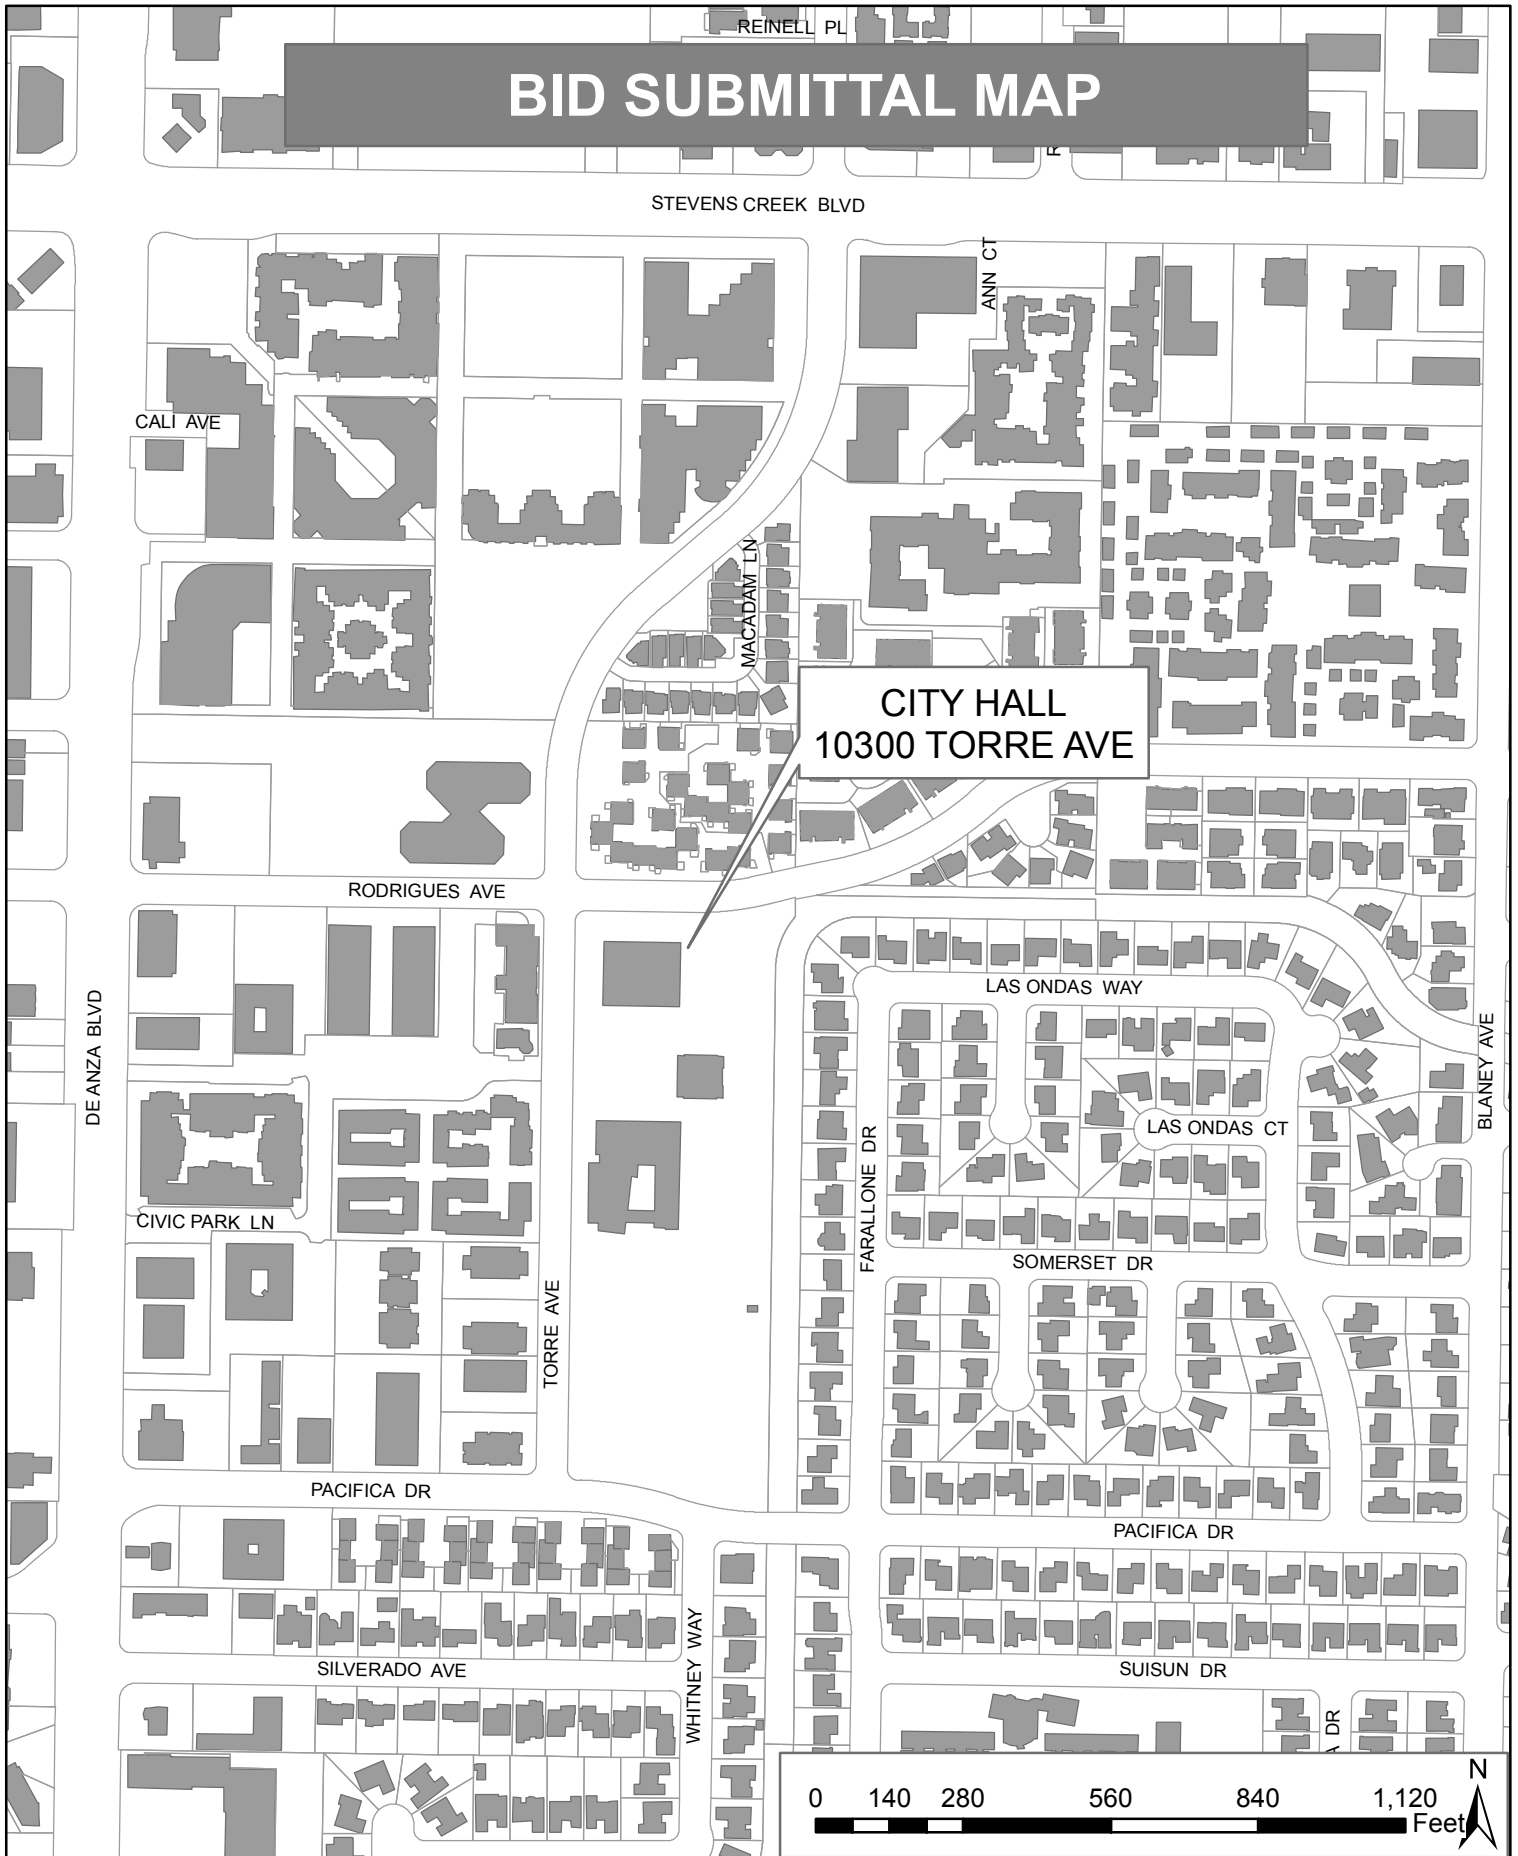 REINELL PL
BID SUBMITTAL MAP
STEVENS CREEK BLVD
ANN CT
CALI AVE
MACADAM LN
CITY HALL
10300 TORRE AVE
RODRIGUES AVE
LAS ONDAS WAY
DE ANZA BLVD
BLANEY AVE
LAS ONDAS CT
FARALLONE DR
CIVIC PARK LN
SOMERSET DR
TORRE AVE
PACIFICA DR
PACIFICA DR
WHITNEY WAY
SILVERADO AVE
SUISUN DR
A DR
N
0 140 280 560 840 1,120
Feet